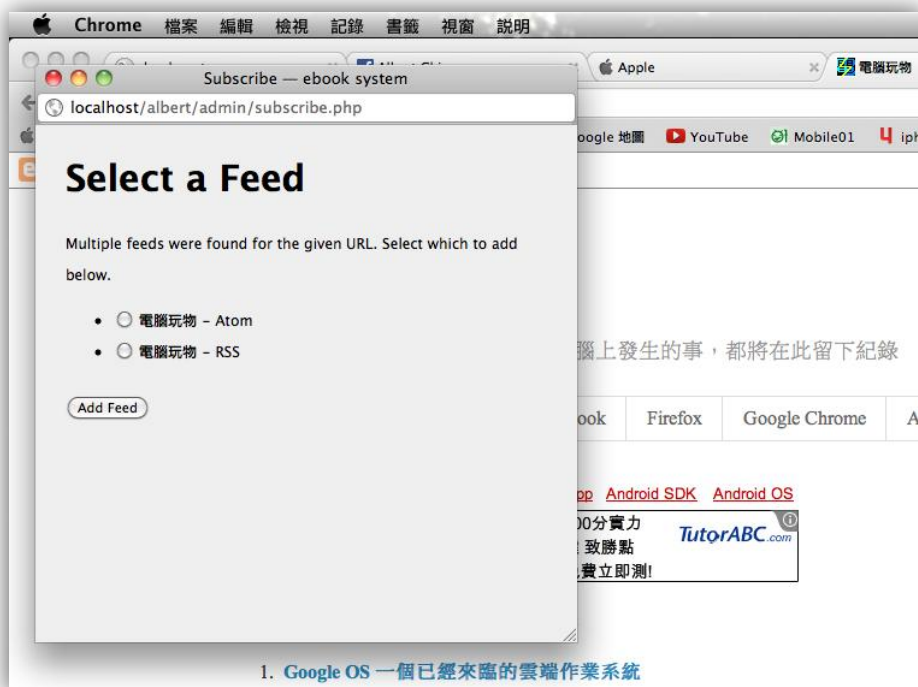 Chrome 檔案 編輯 檢視 記錄 書籤 視窗 説明
Apple
電腦玩物
Subscribe — ebook system
localhost/albert/admin/subscribe.php
oogle 地圖 YouTube Mobile01 iph
Select a Feed
Multiple feeds were found for the given URL. Select which to add
below.
電腦玩物 – Atom
電腦玩物 – RSS
Add Feed
腦上發生的事，都將在此留下紀錄
ook Firefox Google Chrome A
pp Android SDK Android OS
00分實力
致勝點
費立即測!
TutorABC.com
1. Google OS 一個已經來臨的雲端作業系統